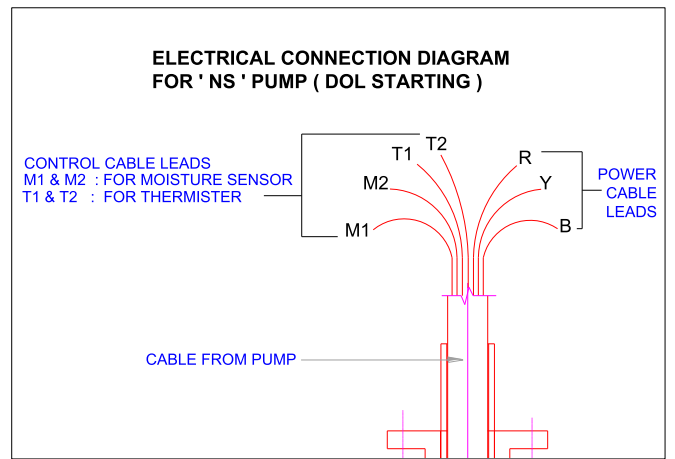 ELECTRICAL CONNECTION DIAGRAM
FOR ' NS ' PUMP ( DOL STARTING )
CONTROL CABLE LEADS
M1 & M2 : FOR MOISTURE SENSOR
T1 & T2 : FOR THERMISTER
T2
T1
M2
M1
R
Y
B
POWER
CABLE
LEADS
CABLE FROM PUMP